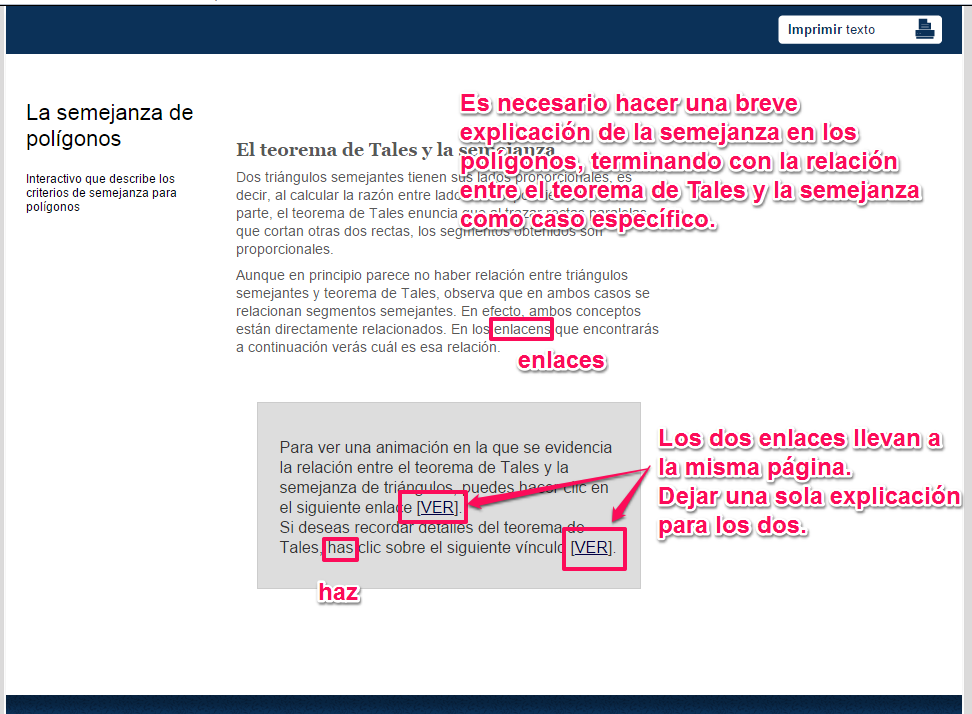 Imprimir texto
La semejanza de
polígonos
Interactivo que describe los
criterios de semejanza para
polígonos
Es necesario hacer una breve
explicación de la semejanza en los
polígonos, terminando con la relación
entre el teorema de Tales y la semejanza
como caso específico.
El teorema de Tales y la semejanza
Dos triángulos semejantes tienen sus lados proporcionales, es
decir, al calcular la razón entre
parte, el teorema de Tales enuncia que al trazar rectas paralelas
que cortan otras dos rectas, los segmentos obtenidos son
proporcionales.
Aunque en principio parece no haber relación entre triángulos
semejantes y teorema de Tales, observa que en ambos casos se
relacionan segmentos semejantes. En efecto, ambos conceptos
están directamente relacionados. En los enlacens que encontrarás
a continuación verás cuál es esa relación.
enlaces
Para ver una animación en la que se evidencia
la relación entre el teorema de Tales y la
semejanza de triángulos, puedes hacer clic en
el siguiente enlace [VER].
Si deseas recordar detalles del teorema de
Tales, has clic sobre el siguiente vínculo [VER].
haz
Los dos enlaces llevan a
la misma página.
Dejar una sola explicación
para los dos.